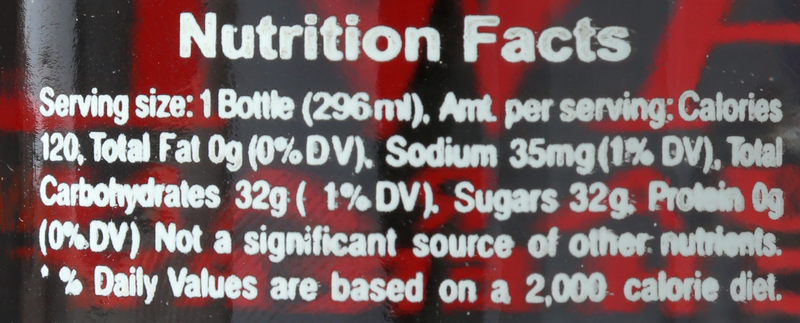 Nutrition Facts
Serving size: 1 Bottle (296ml), Amt. per serving: Calories
120, Total Fat 0g (0% DV), Sodium 35mg (1% DV), Total
Carbohydrates 32g ( 1% DV), Sugars 32g, Protein 0g
(0% DV) Not a significant source of other nutrients.
* % Daily Values are based on a 2,000 calorie diet.